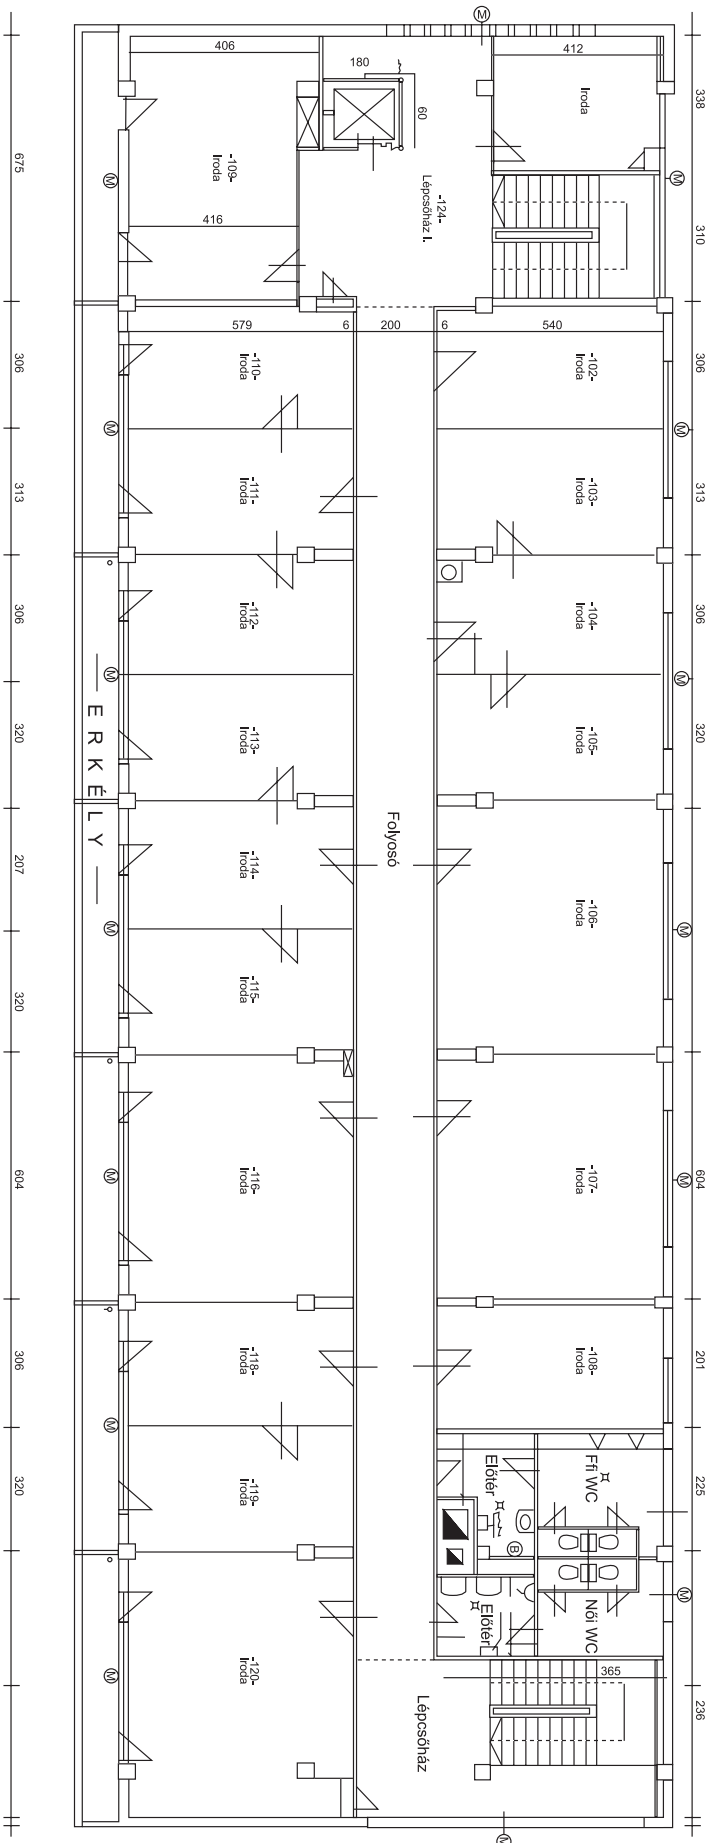 M
406
180
412
60
338
Iroda
675
-109-
Iroda
-124-
Lépcsőház I.
M
M
310
416
579
6
200
6
540
306
-110-
Iroda
-102-
Iroda
306
M
M
313
-111-
Iroda
-103-
Iroda
313
306
-112-
Iroda
-104-
Iroda
306
M
M
320
-113-
Iroda
-105-
Iroda
320
— ERKÉLY —
Folyosó
207
-114-
Iroda
-106-
Iroda
M
M
320
-115-
Iroda
604
-116-
Iroda
-107-
Iroda
604
M
M
306
-118-
Iroda
-108-
Iroda
201
M
320
-119-
Iroda
Előtér
Ffi WC
225
B
Előtér
Női WC
M
M
-120-
Iroda
Lépcsőház
365
236
M